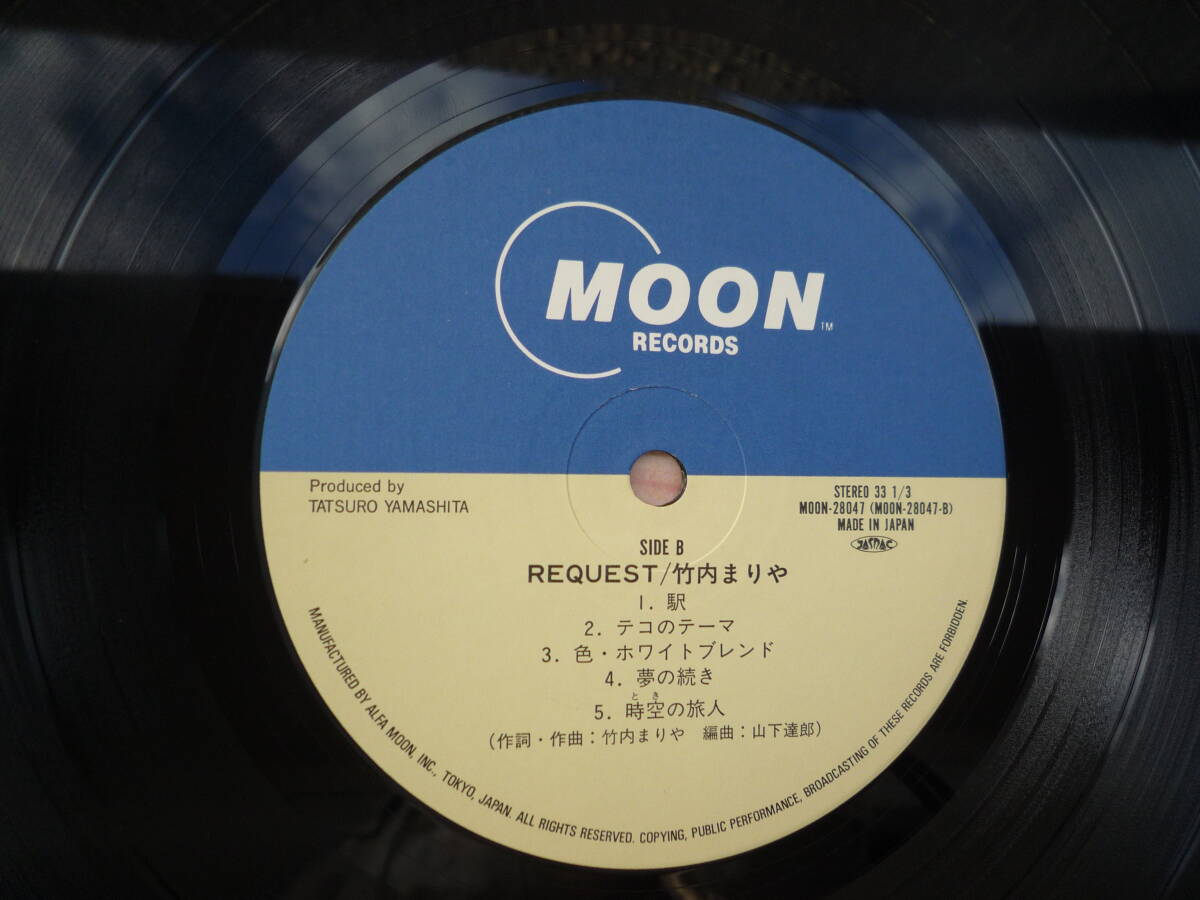 MOON
TM
RECORDS
Produced by
TATSURO YAMASHITA
STEREO 33 1/3
MOON-28047 (MOON-28047-B)
MADE IN JAPAN
JASRAC
SIDE B
REQUEST/竹内まりや
1. 駅
2. テコのテーマ
3. 色・ホワイトブレンド
4. 夢の続き
とき
5. 時空の旅人
(作詞・作曲:竹内まりや 編曲:山下達郎)
MANUFACTURED BY ALFA MOON, INC., TOKYO, JAPAN. ALL RIGHTS RESERVED. COPYING, PUBLIC PERFORMANCE, BROADCASTING OF THESE RECORDS ARE FORBIDDEN.